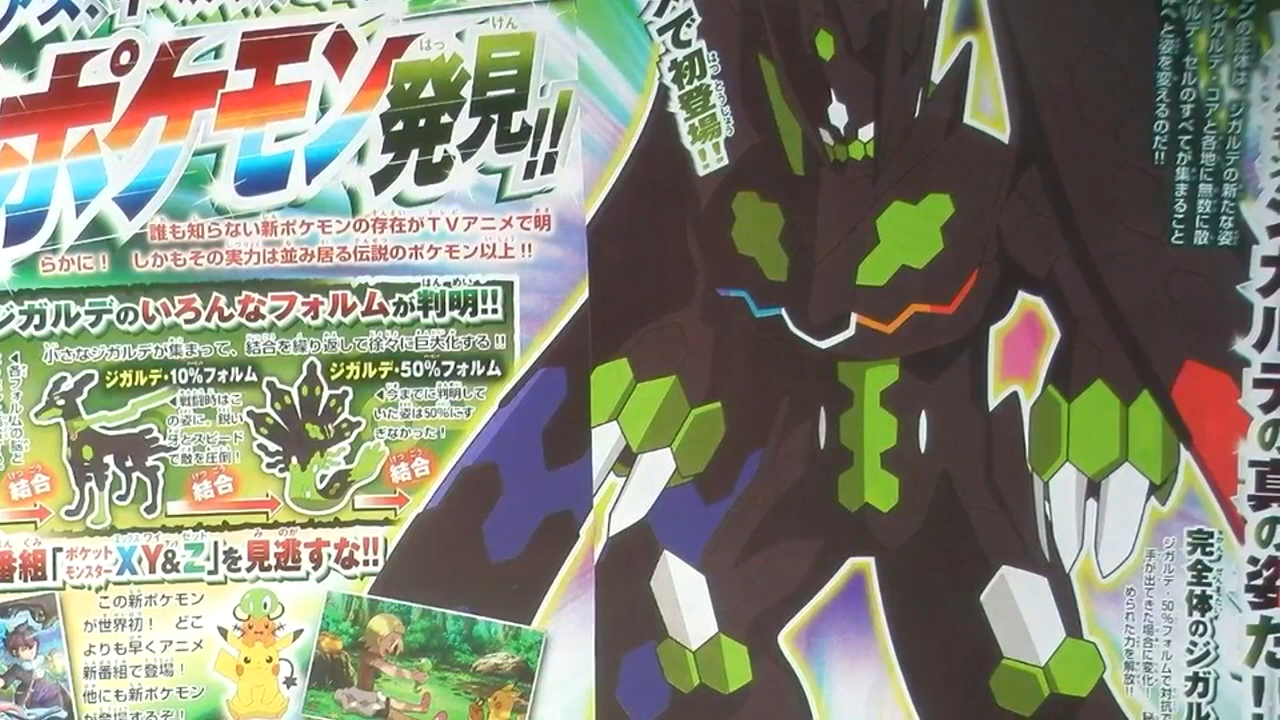 ポケモン発見!!
誰も知らない新ポケモンの存在がTVアニメで明
らかに! しかもその実力は並み居る伝説のポケモン以上!!
ジガルデのいろんなフォルムが判明!!
小さなジガルデが集まって、結合を繰り返して徐々に巨大化する!!
ジガルデ・10%フォルム
◀戦闘時はこ
の姿に。鋭い
牙とスピード
で敵を圧倒!
ジガルデ・50%フォルム
◀今までに判明して
いた姿は50%にす
ぎなかった!
結合
結合
結合
番組「ポケットモンスターXY&Z」を見逃すな!!
この新ポケモン
が世界初! どこ
よりも早くアニメ
新番組で登場!
他にも新ポケモン
が登場するぞ!
で初登場!!
の正体は、ジガルデの新たな姿
ジガルデ・コアと各地に無数に散
ルデ・セルのすべてが集まること
へと姿を変えるのだ!!
ジガルデの真の姿だ!!
完全体のジガル
ジガルデ・50%フォルムで対抗で
手が出てきた場合に変化!
められた力を解放!!